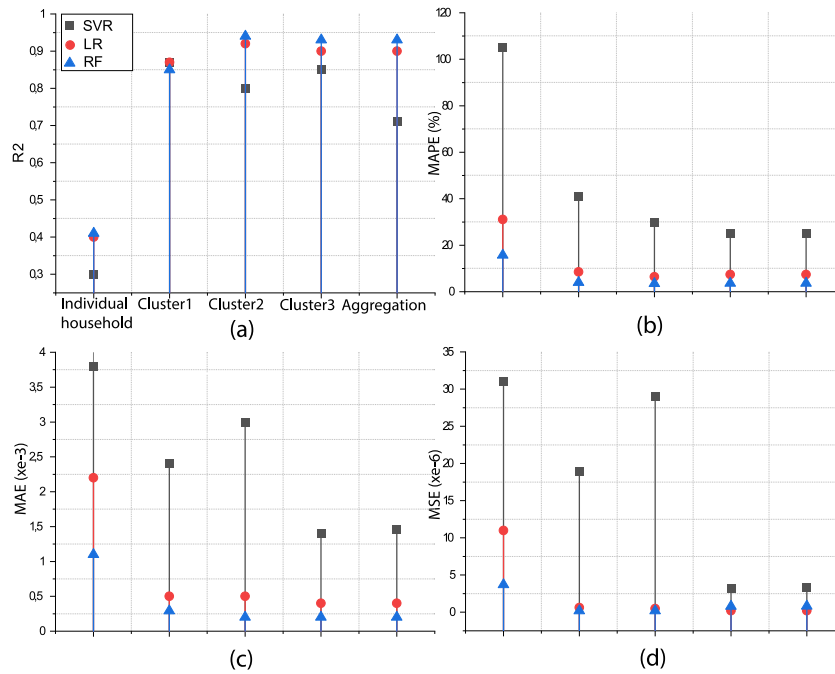 1
0,9
0,8
0,7
0,6
0,5
0,4
0,3
R2
SVR
LR
RF
Individual household
Cluster1
Cluster2
Cluster3
Aggregation
(a)
120
100
80
60
40
20
0
MAPE (%)
(b)
4
3,5
3
2,5
2
1,5
1
0,5
0
MAE (xe-3)
(c)
35
30
25
20
15
10
5
0
MSE (xe-6)
(d)